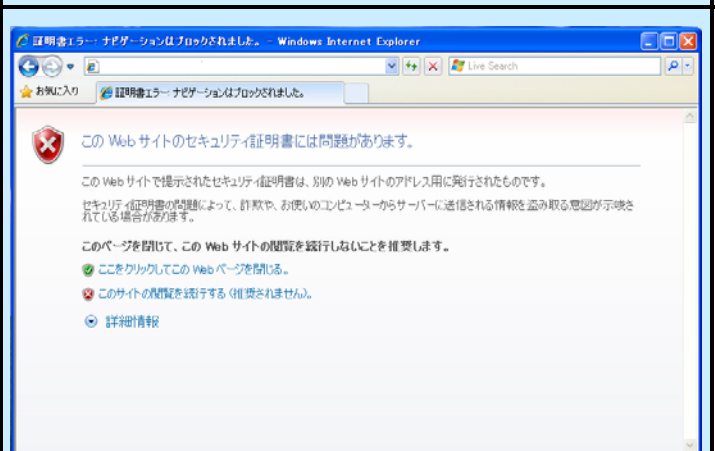 証明書エラー: ナビゲーションはブロックされました。 - Windows Internet Explorer
Live Search
お気に入り
証明書エラー: ナビゲーションはブロックされました。
この Web サイトのセキュリティ証明書には問題があります。
この Web サイトで提示されたセキュリティ証明書は、別の Web サイトのアドレス用に発行されたものです。
セキュリティ証明書の問題によって、詐欺や、お使いのコンピューターからサーバーに送信される情報を盗み取る意図が示唆さ
れている場合があります。
このページを閉じて、この Web サイトの閲覧を続行しないことを推奨します。
ここをクリックしてこの Web ページを閉じる。
このサイトの閲覧を続行する (推奨されません)。
詳細情報